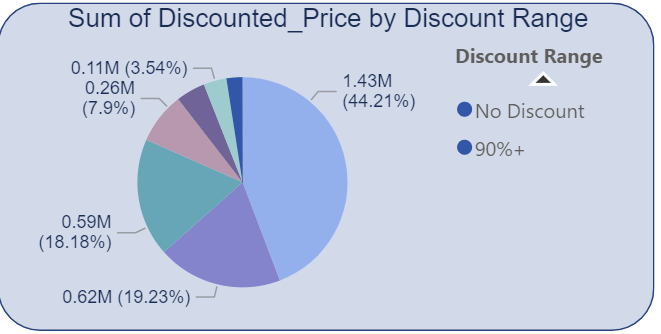 Sum of Discounted_Price by Discount Range
0.11M (3.54%)
0.26M
(7.9%)
0.59M
(18.18%)
0.62M (19.23%)
1.43M
(44.21%)
Discount Range
No Discount
90%+